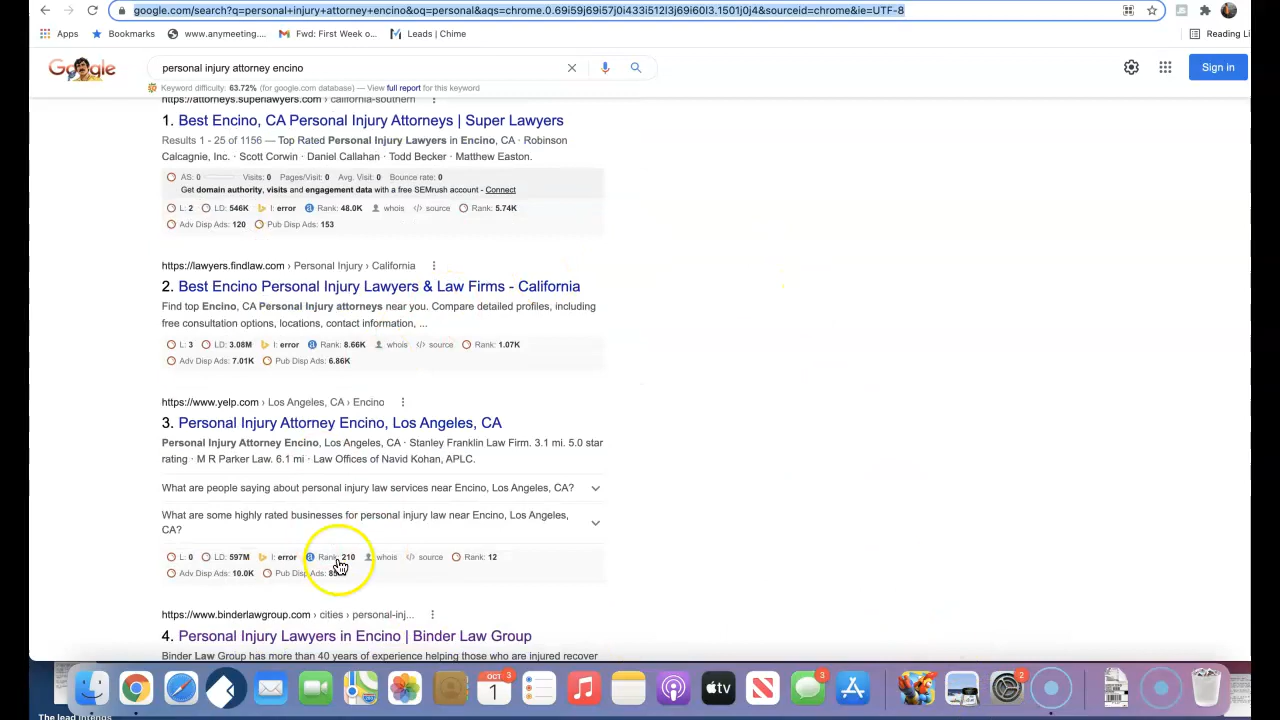 google.com/search?q=personal+injury+attorney+encino&oq=personal&aqs=chrome.0.69i59j69i57j0i433i512l3j69i60l3.1501j0j4&sourceid=chrome&ie=UTF-8
Apps Bookmarks www.anymeeting.... Fwd: First Week o... Leads | Chime Reading Li
Google personal injury attorney encino Sign in
Keyword difficulty: 63.72% (for google.com database) — View full report for this keyword
https://attorneys.superlawyers.com › california-southern
1. Best Encino, CA Personal Injury Attorneys | Super Lawyers
Results 1 - 25 of 1156 — Top Rated Personal Injury Lawyers in Encino, CA · Robinson
Calcagnie, Inc. · Scott Corwin · Daniel Callahan · Todd Becker · Matthew Easton.
AS: 0 Visits: 0 Pages/Visit: 0 Avg. Visit: 0 Bounce rate: 0
Get domain authority, visits and engagement data with a free SEMrush account - Connect
L: 2 LD: 546K I: error Rank: 48.0K whois </> source Rank: 5.74K
Adv Disp Ads: 120 Pub Disp Ads: 153
https://lawyers.findlaw.com › Personal Injury › California
2. Best Encino Personal Injury Lawyers & Law Firms - California
Find top Encino, CA Personal Injury attorneys near you. Compare detailed profiles, including
free consultation options, locations, contact information, ...
L: 3 LD: 3.08M I: error Rank: 8.66K whois </> source Rank: 1.07K
Adv Disp Ads: 7.01K Pub Disp Ads: 6.86K
https://www.yelp.com › Los Angeles, CA › Encino
3. Personal Injury Attorney Encino, Los Angeles, CA
Personal Injury Attorney Encino, Los Angeles, CA · Stanley Franklin Law Firm. 3.1 mi. 5.0 star
rating · M R Parker Law. 6.1 mi · Law Offices of Navid Kohan, APLC.
What are people saying about personal injury law services near Encino, Los Angeles, CA?
What are some highly rated businesses for personal injury law near Encino, Los Angeles,
CA?
L: 0 LD: 597M I: error Rank: 210 whois </> source Rank: 12
Adv Disp Ads: 10.0K Pub Disp Ads:
https://www.binderlawgroup.com › cities › personal-inj...
4. Personal Injury Lawyers in Encino | Binder Law Group
Binder Law Group has more than 40 years of experience helping those who are injured recover
OCT 3
1 tv 3 2
The lead